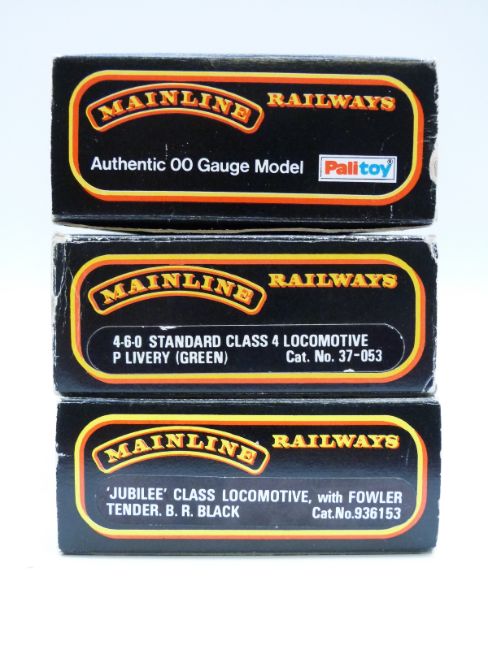 MAINLINE RAILWAYS
Authentic 00 Gauge Model Palitoy®
MAINLINE RAILWAYS
4-6-0 STANDARD CLASS 4 LOCOMOTIVE
P LIVERY (GREEN) Cat. No. 37-053
MAINLINE RAILWAYS
'JUBILEE' CLASS LOCOMOTIVE, with FOWLER
TENDER. B. R. BLACK Cat.No.936153